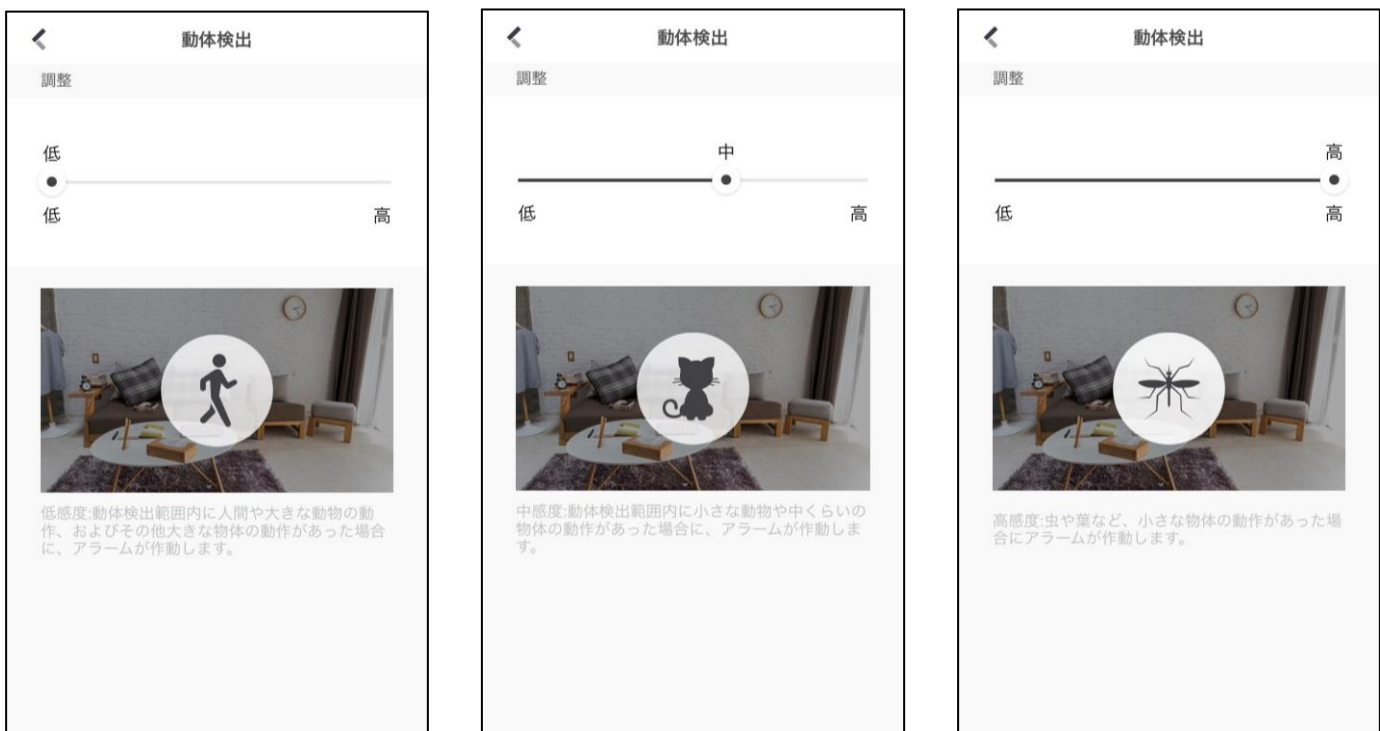 動体検出
調整
低
低 高
低感度:動体検出範囲内に人間や大きな動物の動
作、およびその他大きな物体の動作があった場合
に、アラームが作動します。
動体検出
調整
中
低 高
中感度:動体検出範囲内に小さな動物や中くらいの
物体の動作があった場合に、アラームが作動しま
す。
動体検出
調整
高
低 高
高感度:虫や葉など、小さな物体の動作があった場
合にアラームが作動します。